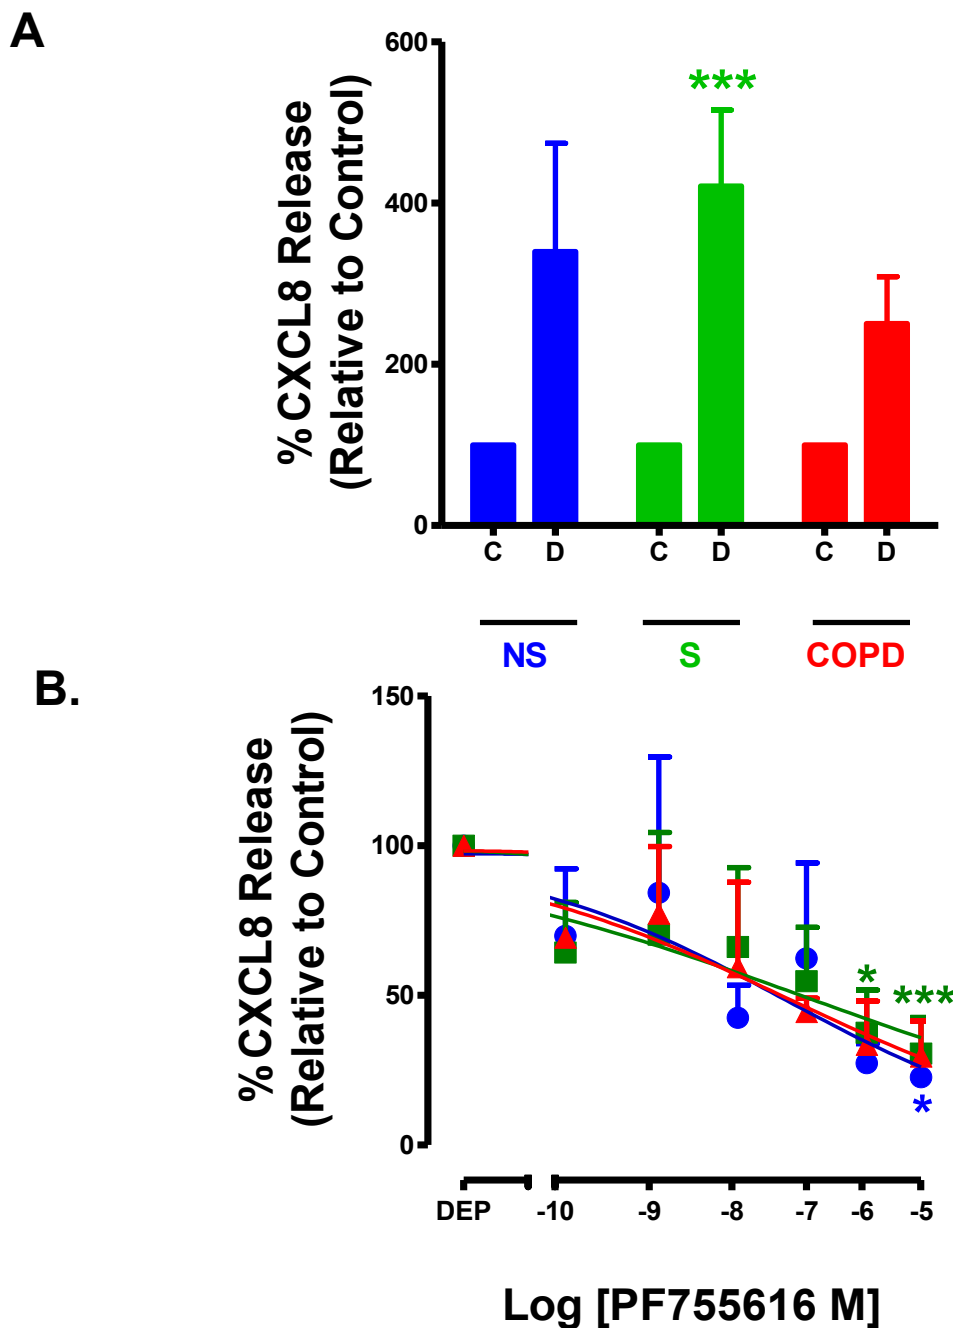 A
% CXCL8 Release
(Relative to Control)
600
400
200
0
***
C D C D C D
NS S COPD
B.
% CXCL8 Release
(Relative to Control)
150
100
50
0
* ***
*
DEP -10 -9 -8 -7 -6 -5
Log [PF755616 M]